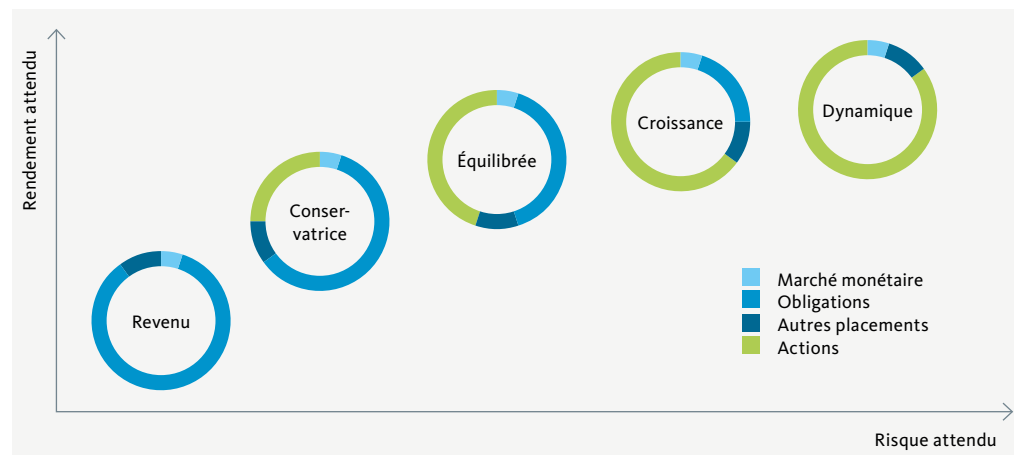 Rendement attendu
Dynamique
Croissance
Équilibrée
Conser-
vatrice
Revenu
Marché monétaire
Obligations
Autres placements
Actions
Risque attendu